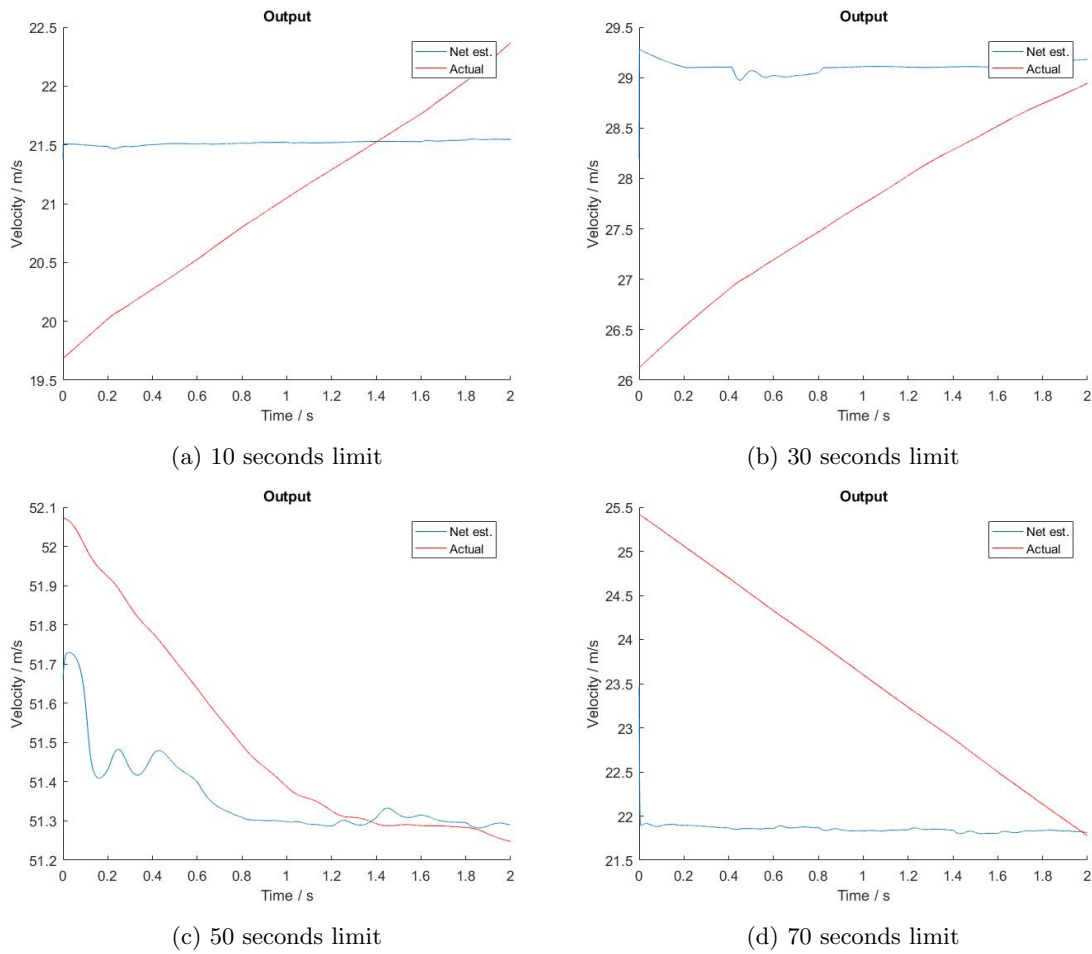 Output
22.5
22
21.5
21
20.5
20
19.5
Velocity / m/s
0 0.2 0.4 0.6 0.8 1 1.2 1.4 1.6 1.8 2
Time / s
Net est.
Actual
(a) 10 seconds limit
Output
29.5
29
28.5
28
27.5
27
26.5
26
Velocity / m/s
0 0.2 0.4 0.6 0.8 1 1.2 1.4 1.6 1.8 2
Time / s
Net est.
Actual
(b) 30 seconds limit
Output
52.1
52
51.9
51.8
51.7
51.6
51.5
51.4
51.3
51.2
Velocity / m/s
0 0.2 0.4 0.6 0.8 1 1.2 1.4 1.6 1.8 2
Time / s
Net est.
Actual
(c) 50 seconds limit
Output
25.5
25
24.5
24
23.5
23
22.5
22
21.5
Velocity / m/s
0 0.2 0.4 0.6 0.8 1 1.2 1.4 1.6 1.8 2
Time / s
Net est.
Actual
(d) 70 seconds limit